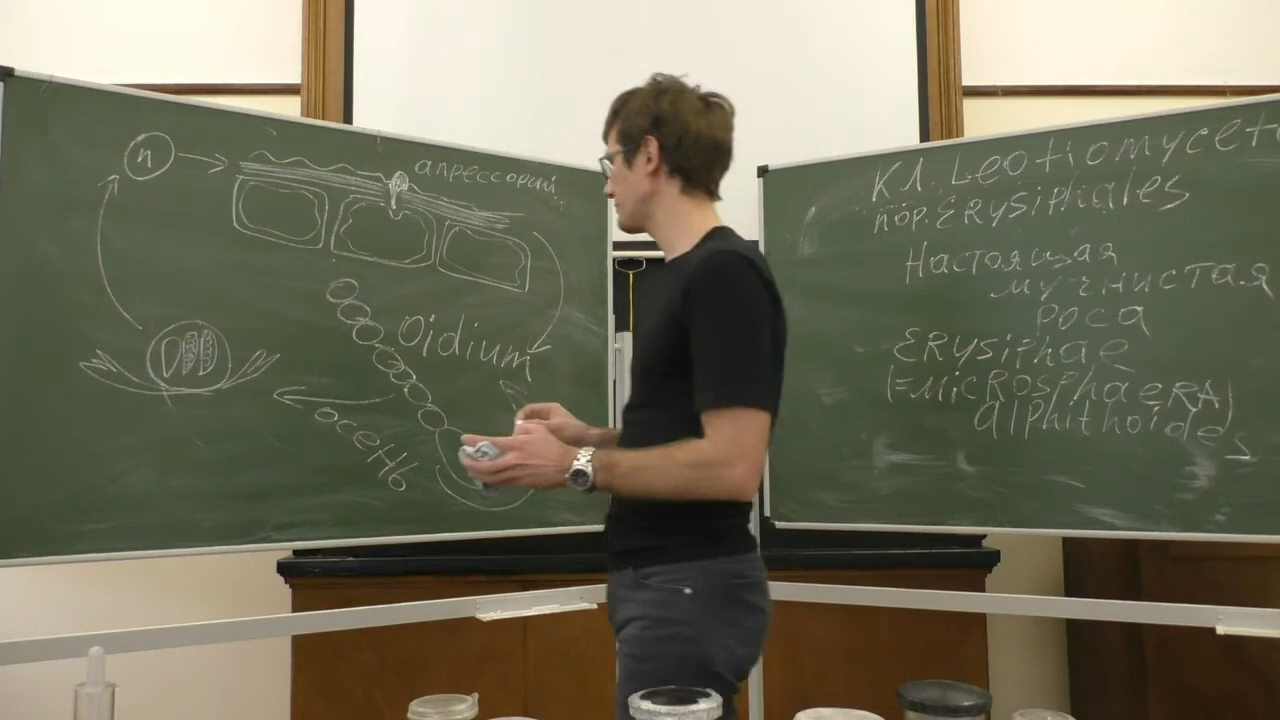 n
апрессорий
Oidium
осень
Кл. Leotiomycet
пор. Erysiphales
Настоящая
мучнистая
роса
Erysiphae
(=Microsphaera)
alphithoides